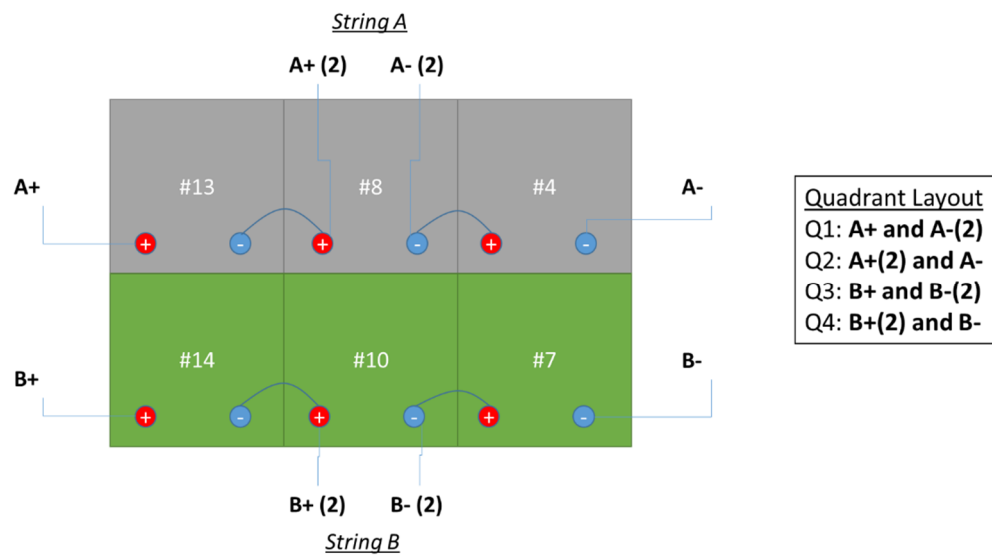 String A
A+ (2) A- (2)
#13 #8 #4
A+ A-
+ - + - + -
#14 #10 #7
B+ B-
+ - + - + -
B+ (2) B- (2)
String B
Quadrant Layout
Q1: A+ and A-(2)
Q2: A+(2) and A-
Q3: B+ and B-(2)
Q4: B+(2) and B-